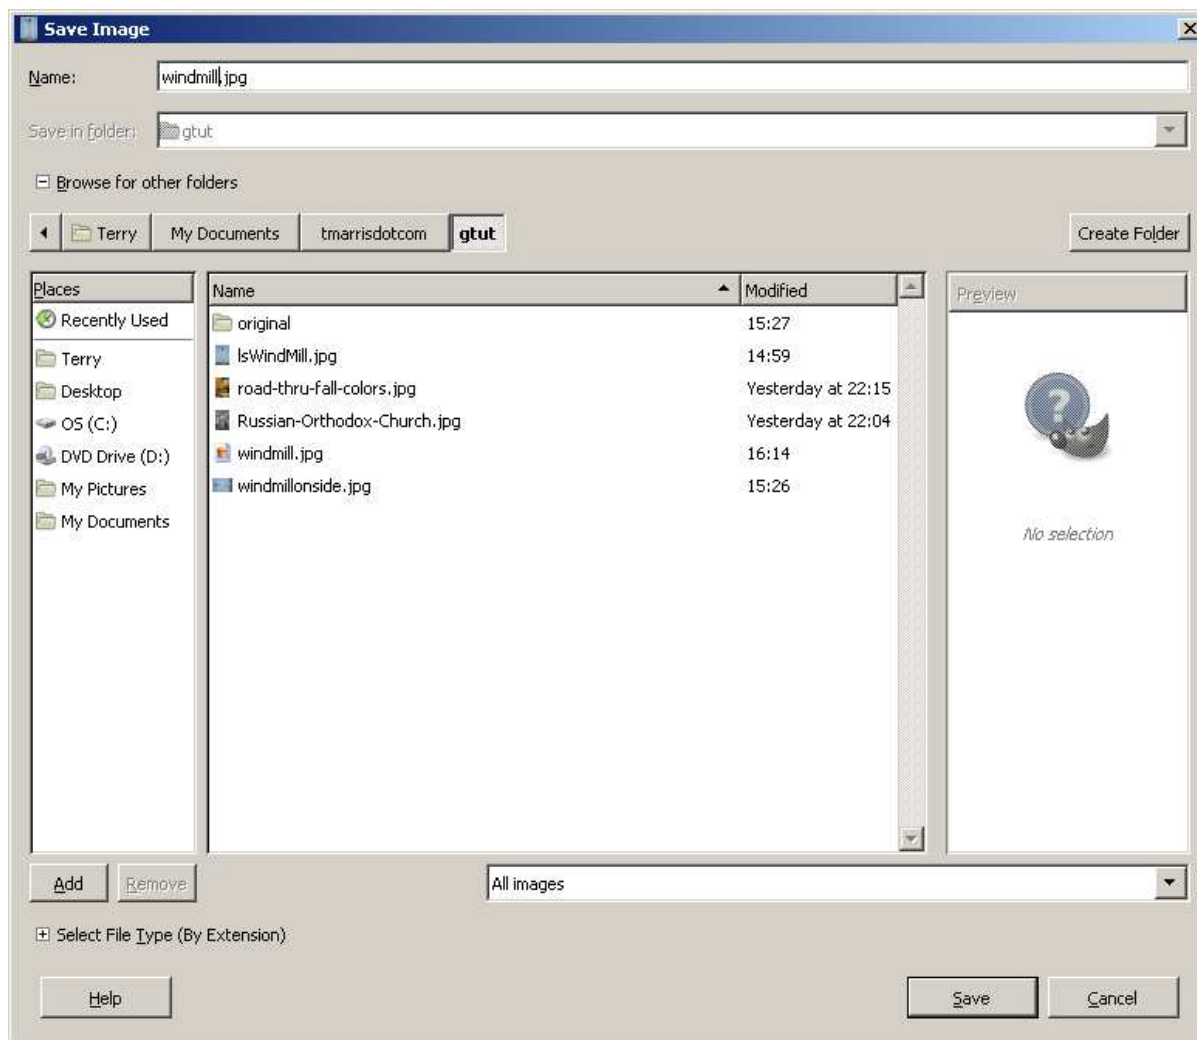 Save Image
Name: windmill.jpg
Save in folder: gtut
Browse for other folders
Terry My Documents tmarrisdotcom gtut Create Folder
Places
Recently Used
Terry
Desktop
OS (C:)
DVD Drive (D:)
My Pictures
My Documents
Name Modified
original 15:27
lsWindMill.jpg 14:59
road-thru-fall-colors.jpg Yesterday at 22:15
Russian-Orthodox-Church.jpg Yesterday at 22:04
windmill.jpg 16:14
windmillonside.jpg 15:26
Preview
No selection
Add Remove All images
Select File Type (By Extension)
Help Save Cancel